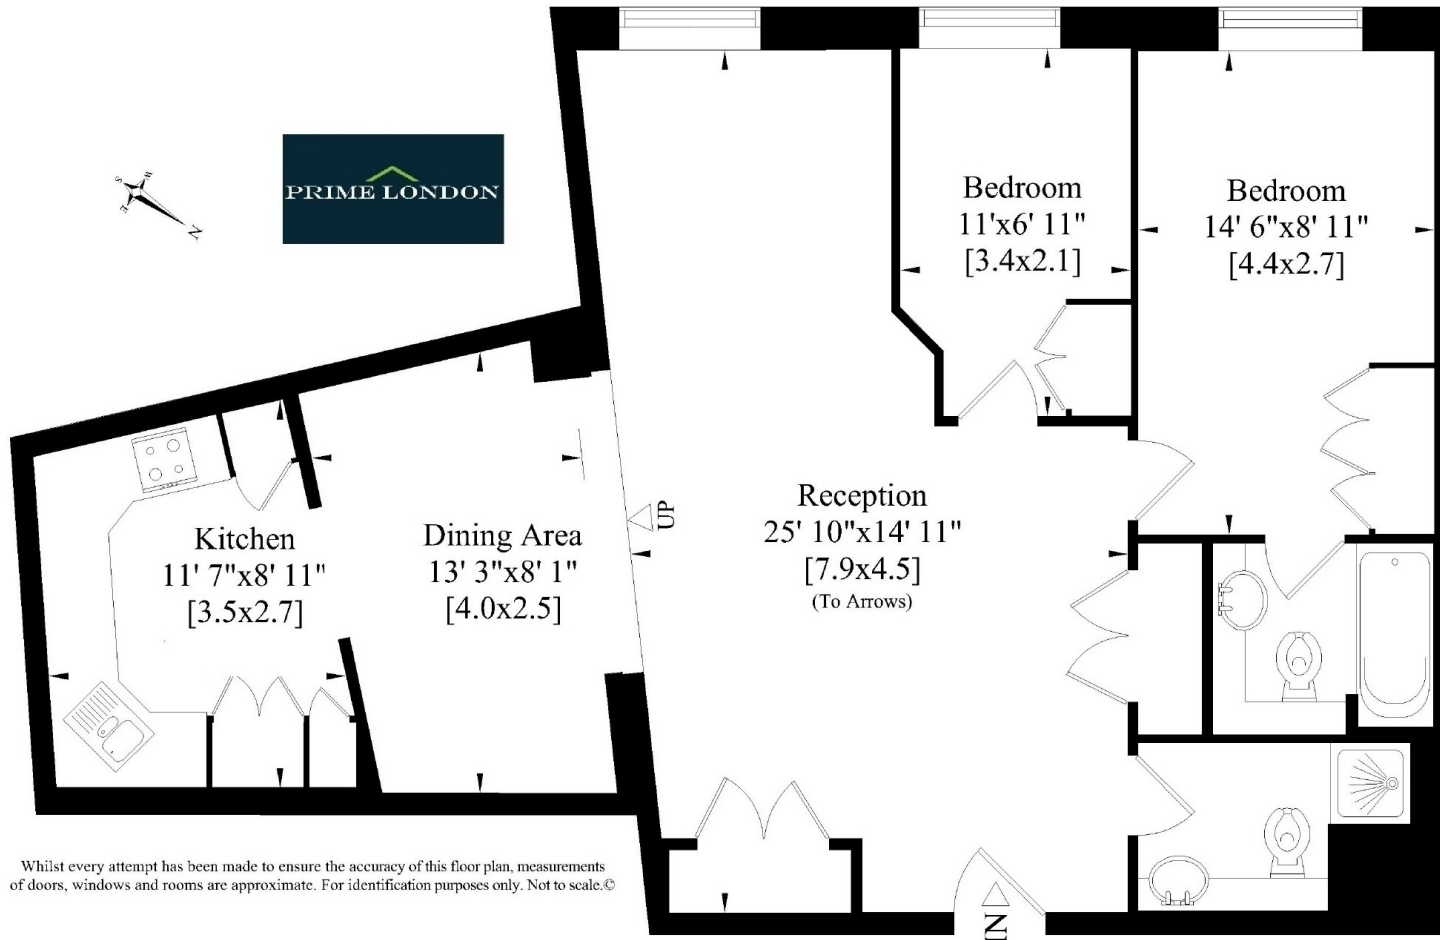 PRIME LONDON
S
W
E
N
Bedroom
11'x6' 11"
[3.4x2.1]
Bedroom
14' 6"x8' 11"
[4.4x2.7]
Kitchen
11' 7"x8' 11"
[3.5x2.7]
Dining Area
13' 3"x8' 1"
[4.0x2.5]
UP
Reception
25' 10"x14' 11"
[7.9x4.5]
(To Arrows)
IN
Whilst every attempt has been made to ensure the accuracy of this floor plan, measurements
of doors, windows and rooms are approximate. For identification purposes only. Not to scale.©